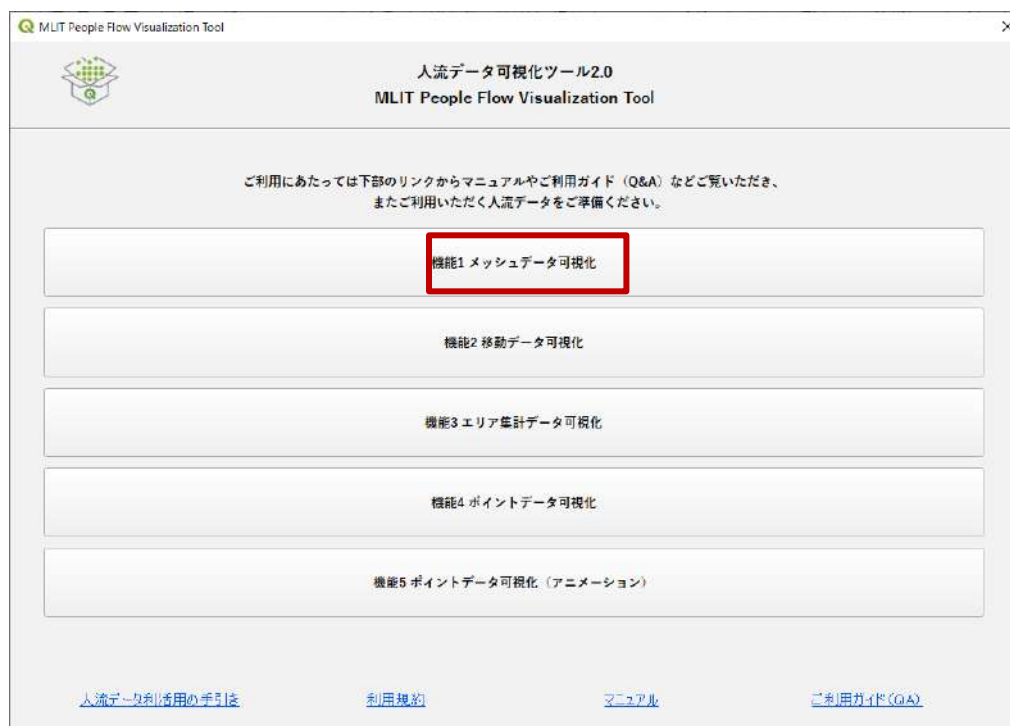 MLIT People Flow Visualization Tool
人流データ可視化ツール2.0
MLIT People Flow Visualization Tool
ご利用にあたっては下部のリンクからマニュアルやご利用ガイド（Q&A）などご覧いただき、
またご利用いただく人流データをご準備ください。
機能1 メッシュデータ可視化
機能2 移動データ可視化
機能3 エリア集計データ可視化
機能4 ポイントデータ可視化
機能5 ポイントデータ可視化（アニメーション）
人流データ利活用の手引き
利用規約
マニュアル
ご利用ガイド（QA）